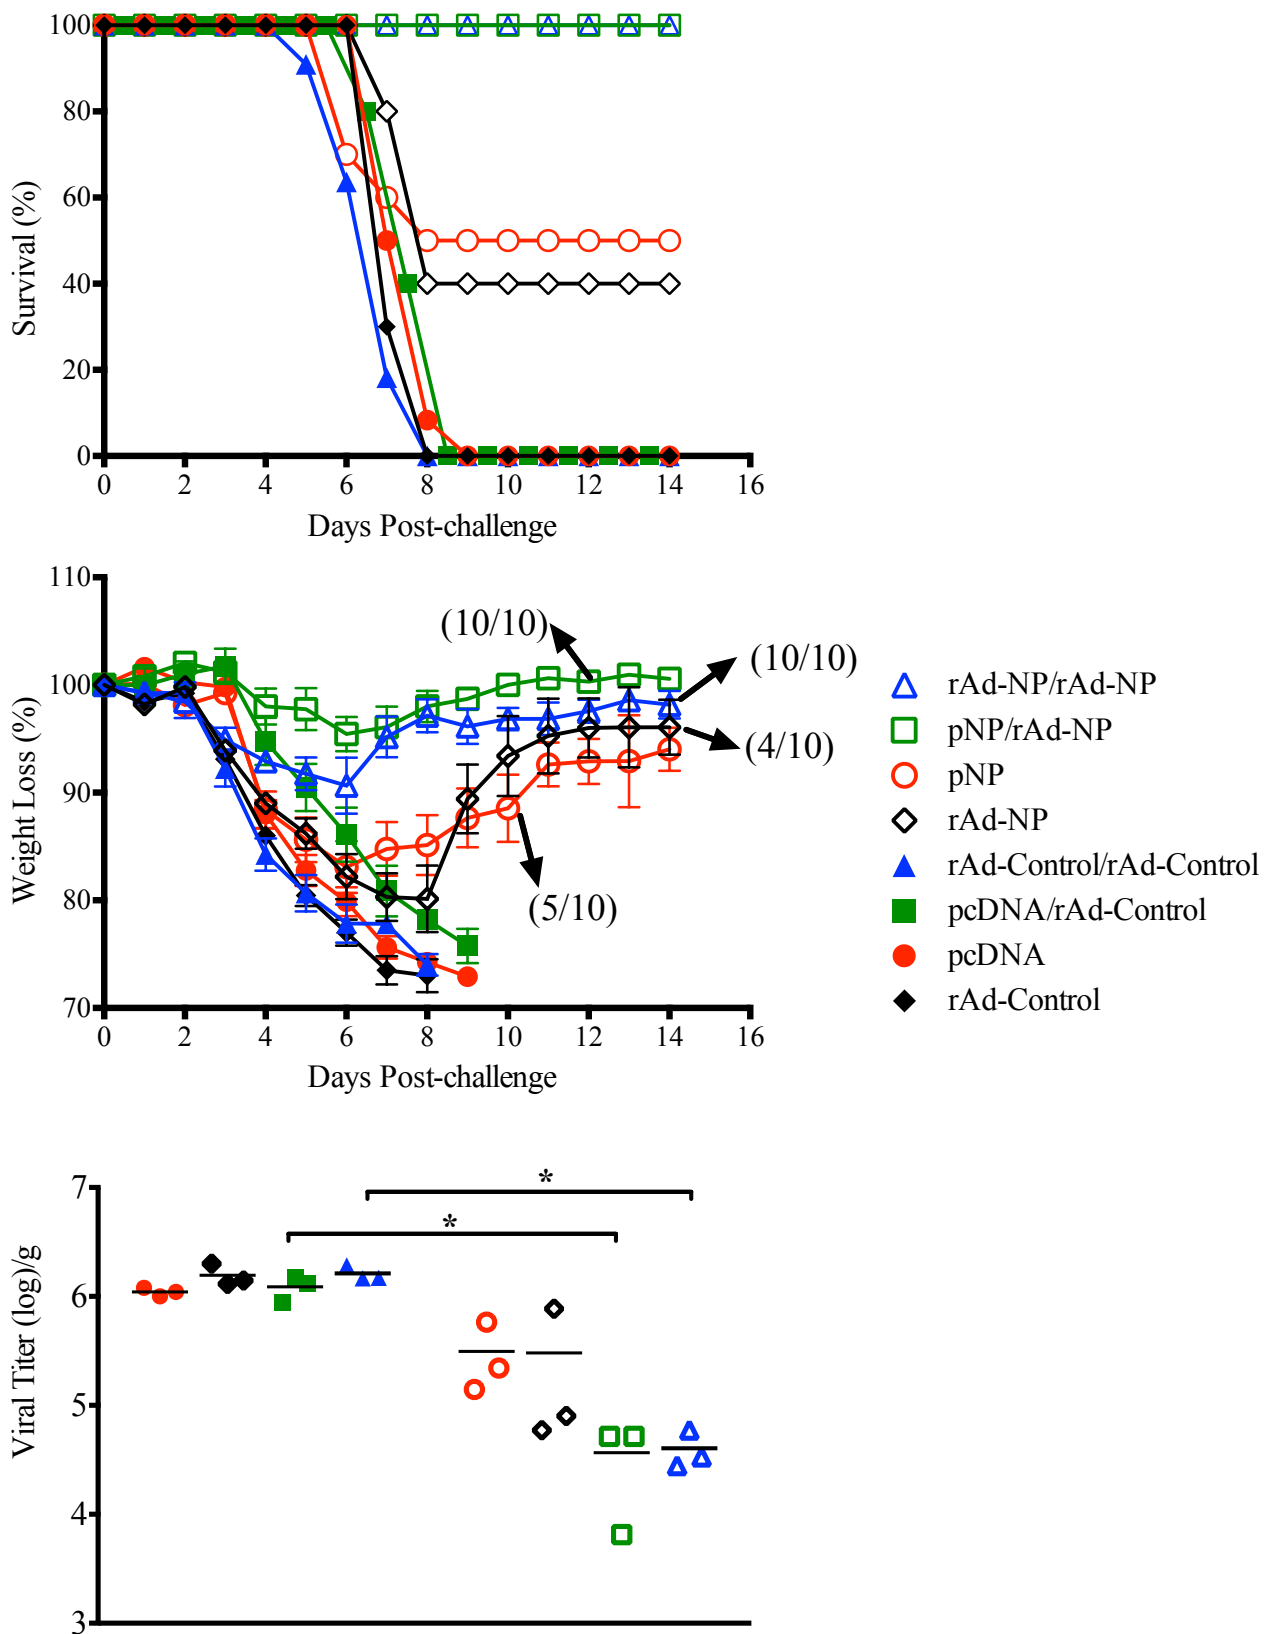 100
80
60
40
20
0
Survival (%)
0 2 4 6 8 10 12 14 16
Days Post-challenge
110
100
90
80
70
Weight Loss (%)
(10/10)
(10/10)
(4/10)
(5/10)
0 2 4 6 8 10 12 14 16
Days Post-challenge
rAd-NP/rAd-NP
pNP/rAd-NP
pNP
rAd-NP
rAd-Control/rAd-Control
pcDNA/rAd-Control
pcDNA
rAd-Control
7
6
5
4
3
Viral Titer (log)/g
*
*